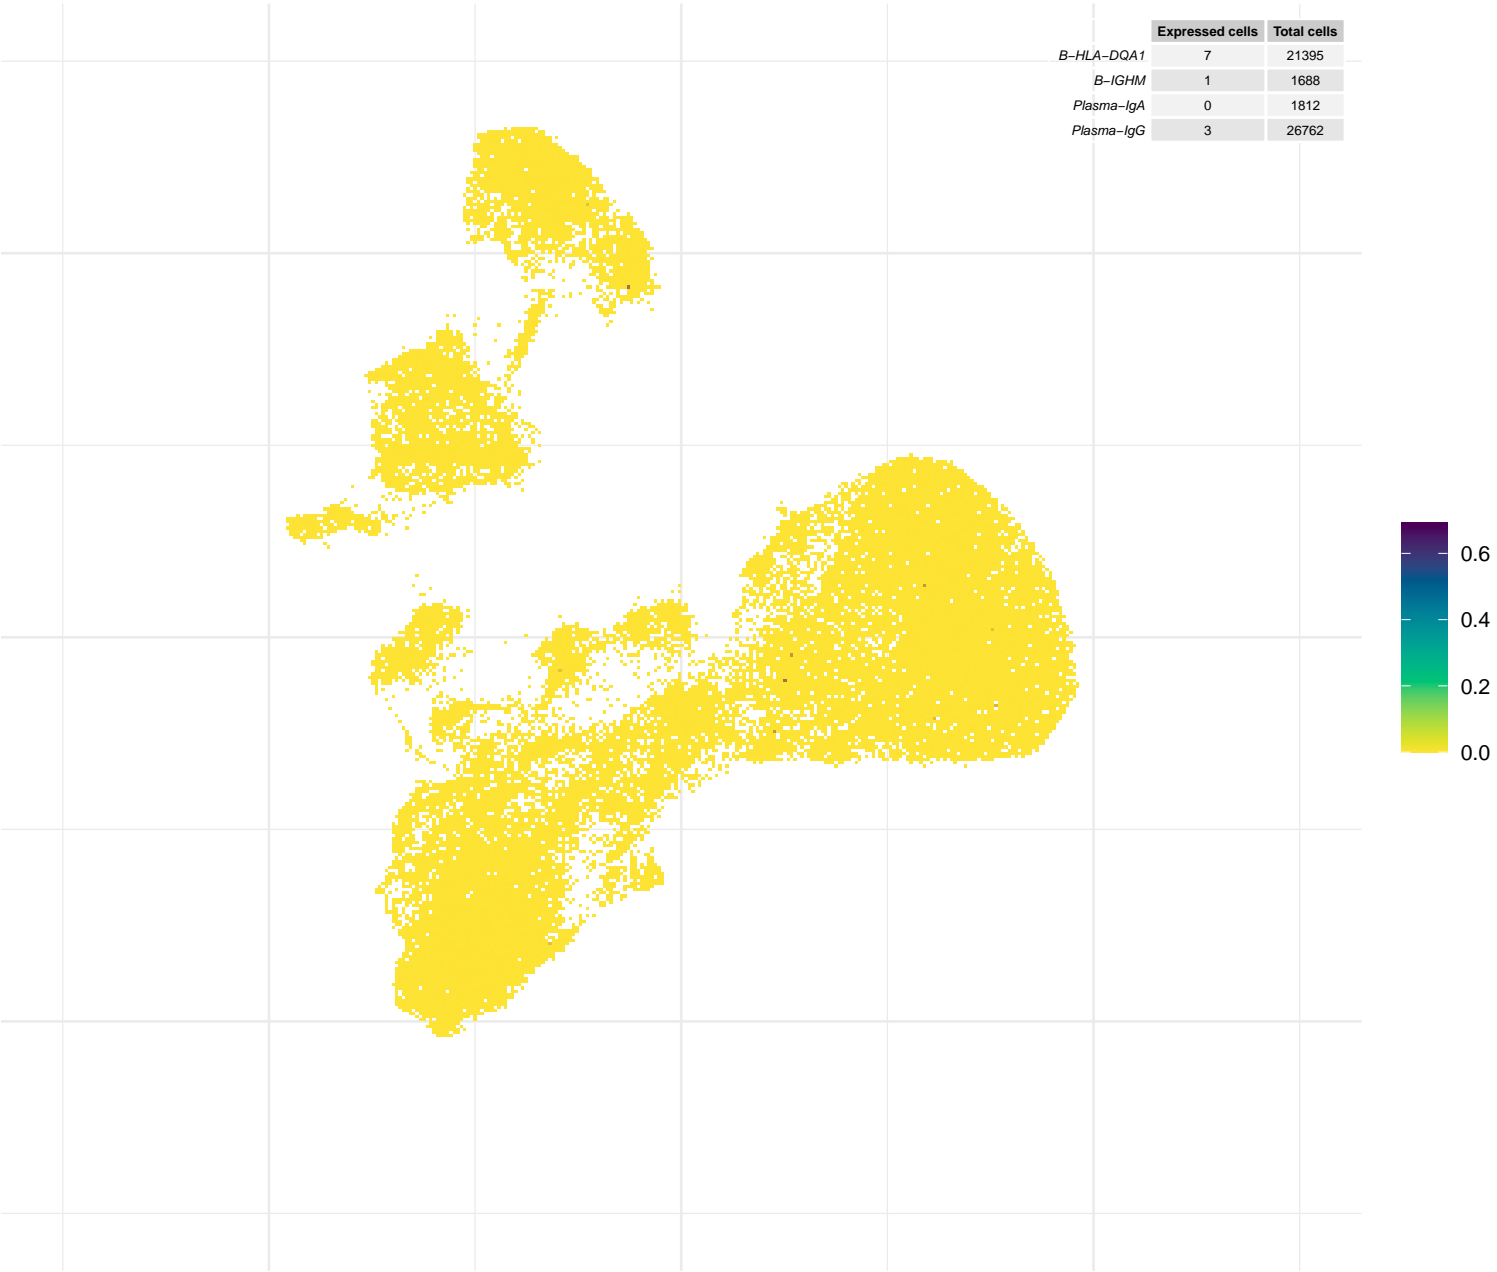 Expressed cells Total cells
B−HLA−DQA1 7 21395
B−IGHM 1 1688
Plasma−IgA 0 1812
Plasma−IgG 3 26762
0.6
0.4
0.2
0.0